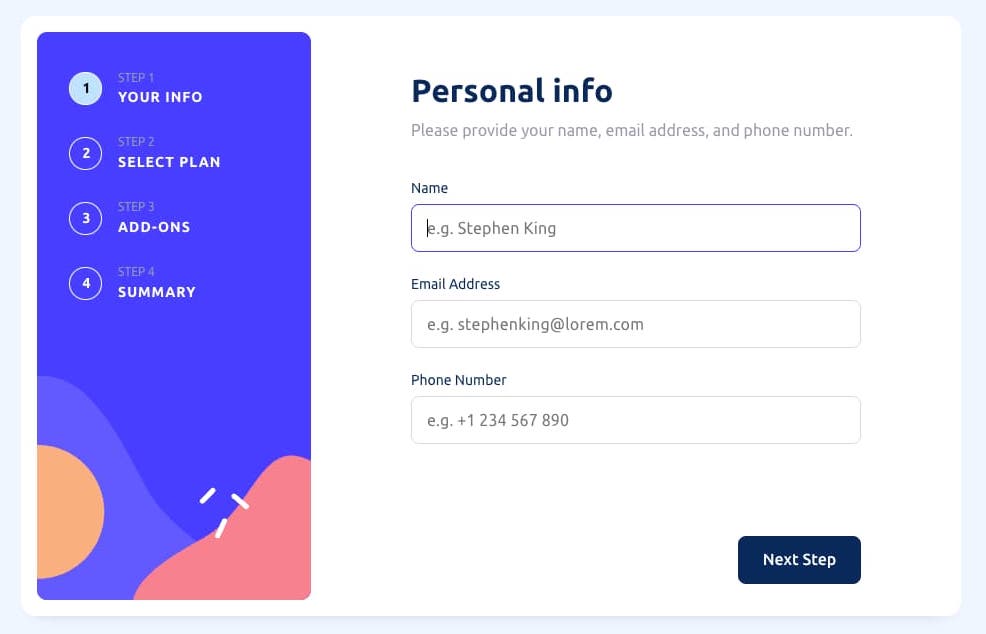 1
STEP 1
YOUR INFO
2
STEP 2
SELECT PLAN
3
STEP 3
ADD-ONS
4
STEP 4
SUMMARY
Personal info
Please provide your name, email address, and phone number.
Name
e.g. Stephen King
Email Address
e.g. stephenking@lorem.com
Phone Number
e.g. +1 234 567 890
Next Step